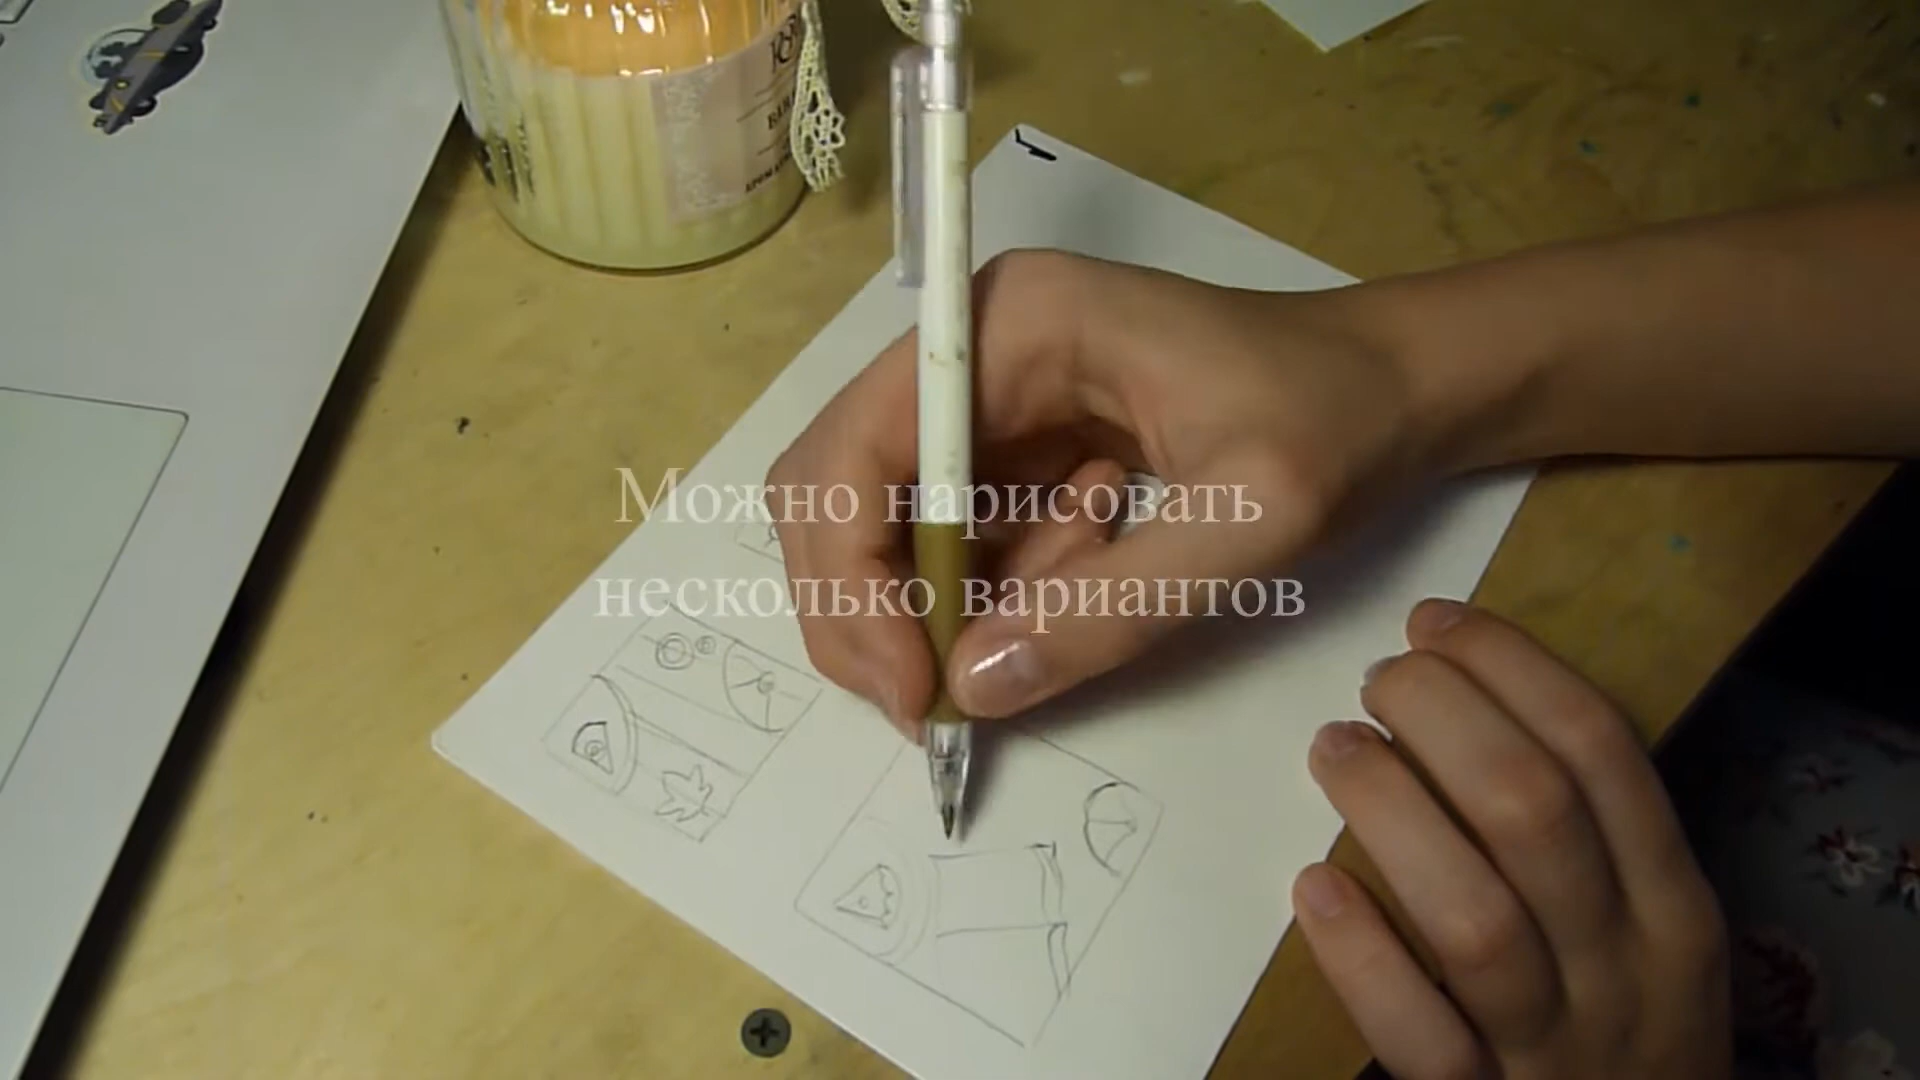 Можно нарисовать
несколько вариантов